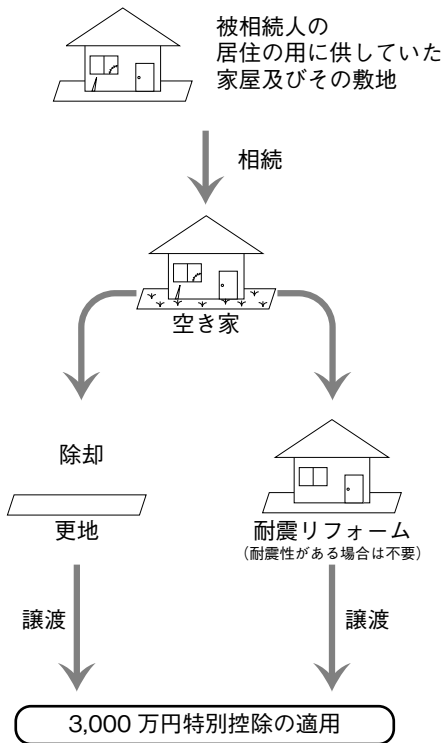 被相続人の
居住の用に供していた
家屋及びその敷地
相続
空き家
除却
更地
耐震リフォーム
（耐震性がある場合は不要）
譲渡
譲渡
3,000 万円特別控除の適用